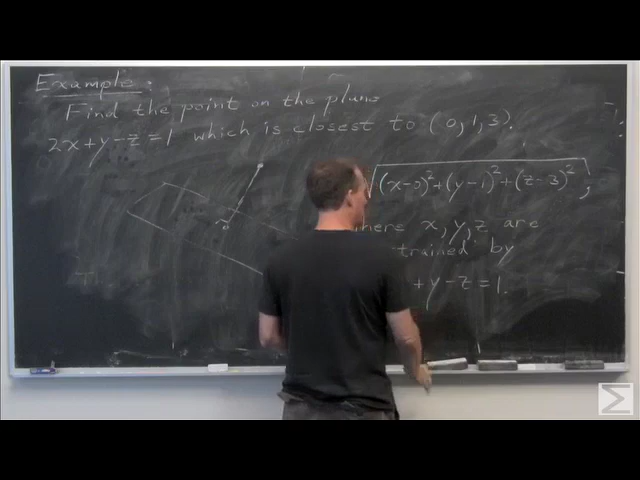 Example:
Find the point on the plane
2x+y-z=1 which is closest to (0,1,3).
√(x-0)²+(y-1)²+(z-3)²,
where x,y,z are
trained by
+y-z=1.
Σ